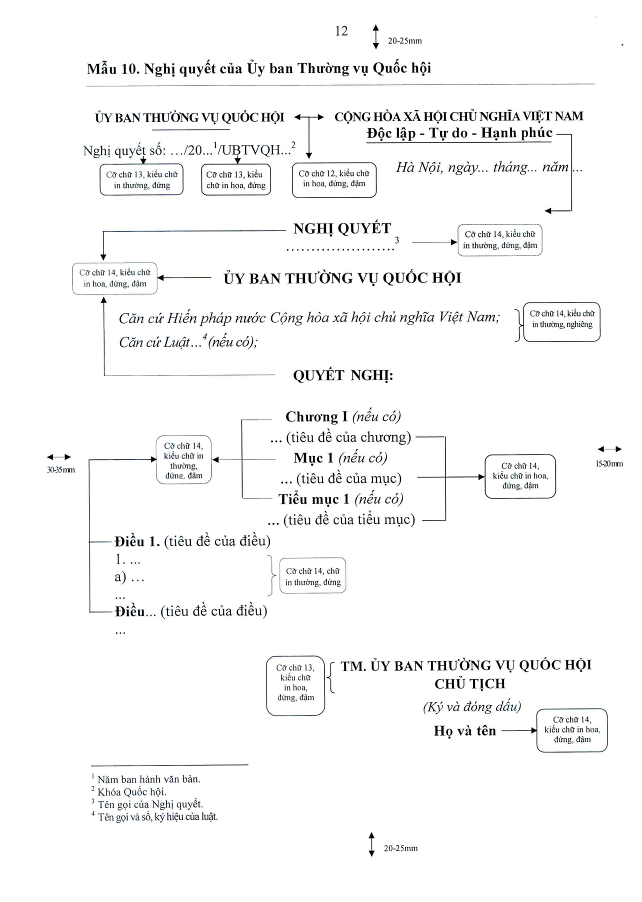 12
20-25mm
Mẫu 10. Nghị quyết của Ủy ban Thường vụ Quốc hội
ỦY BAN THƯỜNG VỤ QUỐC HỘI
CỘNG HÒA XÃ HỘI CHỦ NGHĨA VIỆT NAM
Độc lập - Tự do - Hạnh phúc
Nghị quyết số: …/20...¹/UBTVQH...²
Hà Nội, ngày... tháng... năm ...
Cỡ chữ 13, kiểu chữ
in thường, đứng
Cỡ chữ 13, kiểu chữ
in hoa, đứng
Cỡ chữ 12, kiểu chữ
in hoa, đứng, đậm
NGHỊ QUYẾT
.....................³
Cỡ chữ 14, kiểu chữ
in thường, đứng
Cỡ chữ 14, kiểu chữ
in hoa, đứng, đậm
ỦY BAN THƯỜNG VỤ QUỐC HỘI
Căn cứ Hiến pháp nước Cộng hòa xã hội chủ nghĩa Việt Nam;
Căn cứ Luật...⁴ (nếu có);
Cỡ chữ 14, kiểu chữ
in thường, nghiêng
QUYẾT NGHỊ:
Chương I (nếu có)
... (tiêu đề của chương)
Mục 1 (nếu có)
... (tiêu đề của mục)
Tiểu mục 1 (nếu có)
... (tiêu đề của tiểu mục)
Cỡ chữ 14,
kiểu chữ in
thường,
đứng, đậm
Cỡ chữ 14,
kiểu chữ in hoa,
đứng, đậm
30-35mm
15-20mm
Điều 1. (tiêu đề của điều)
1. ...
a) …
...
Điều... (tiêu đề của điều)
...
Cỡ chữ 14, chữ
in thường, đứng
Cỡ chữ 13,
kiểu chữ
in hoa,
đứng, đậm
TM. ỦY BAN THƯỜNG VỤ QUỐC HỘI
CHỦ TỊCH
(Ký và đóng dấu)
Họ và tên
Cỡ chữ 14,
kiểu chữ in hoa,
đứng, đậm
¹ Năm ban hành văn bản.
² Khóa Quốc hội.
³ Tên gọi của Nghị quyết.
⁴ Tên gọi và số, ký hiệu của luật.
20-25mm